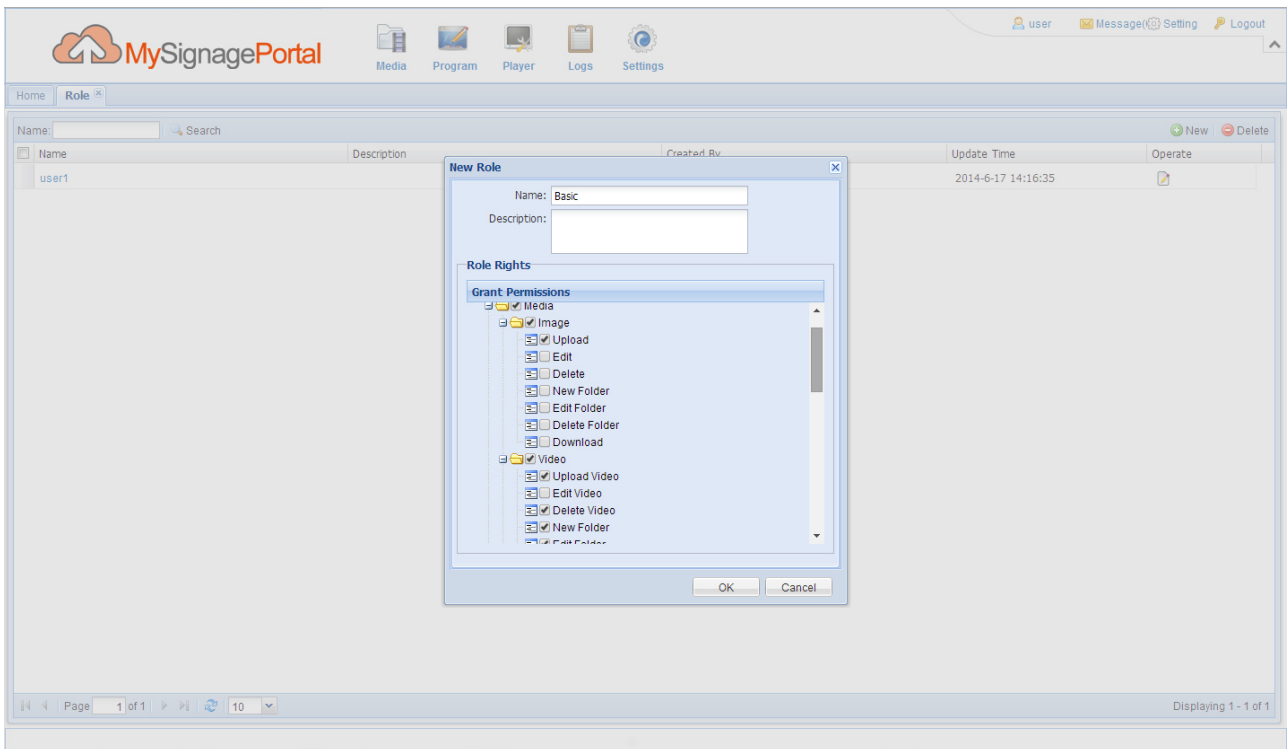 user Message( Setting Logout
MySignagePortal
Media Program Player Logs Settings
Home Role
Name: Search New Delete
Name Description Created By Update Time Operate
user1 2014-6-17 14:16:35
New Role
Name: Basic
Description:
Role Rights
Grant Permissions
Media
Image
Upload
Edit
Delete
New Folder
Edit Folder
Delete Folder
Download
Video
Upload Video
Edit Video
Delete Video
New Folder
Edit Folder
OK Cancel
Page 1 of 1 10 Displaying 1 - 1 of 1